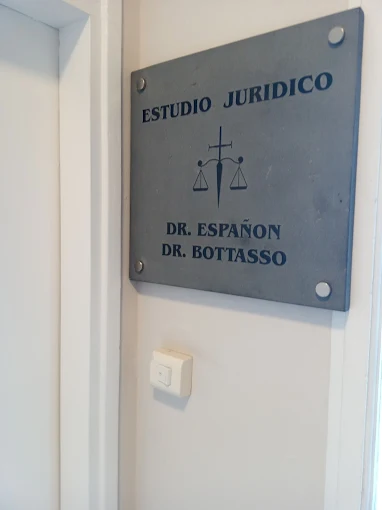 ESTUDIO JURIDICO
DR. ESPAÑON
DR. BOTTASSO